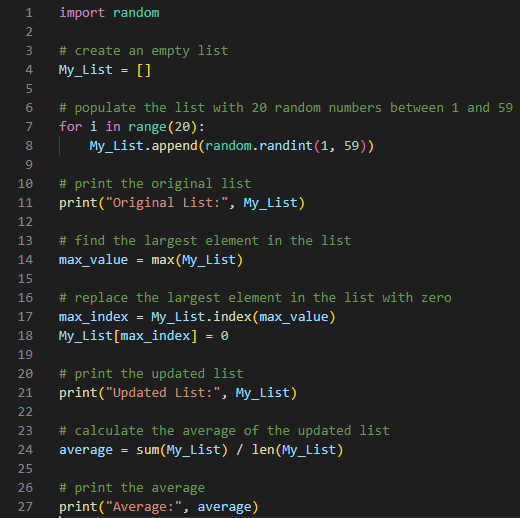 1 import random
2
3 # create an empty list
4 My_List = []
5
6 # populate the list with 20 random numbers between 1 and 59
7 for i in range(20):
8     My_List.append(random.randint(1, 59))
9
10 # print the original list
11 print("Original List:", My_List)
12
13 # find the largest element in the list
14 max_value = max(My_List)
15
16 # replace the largest element in the list with zero
17 max_index = My_List.index(max_value)
18 My_List[max_index] = 0
19
20 # print the updated list
21 print("Updated List:", My_List)
22
23 # calculate the average of the updated list
24 average = sum(My_List) / len(My_List)
25
26 # print the average
27 print("Average:", average)